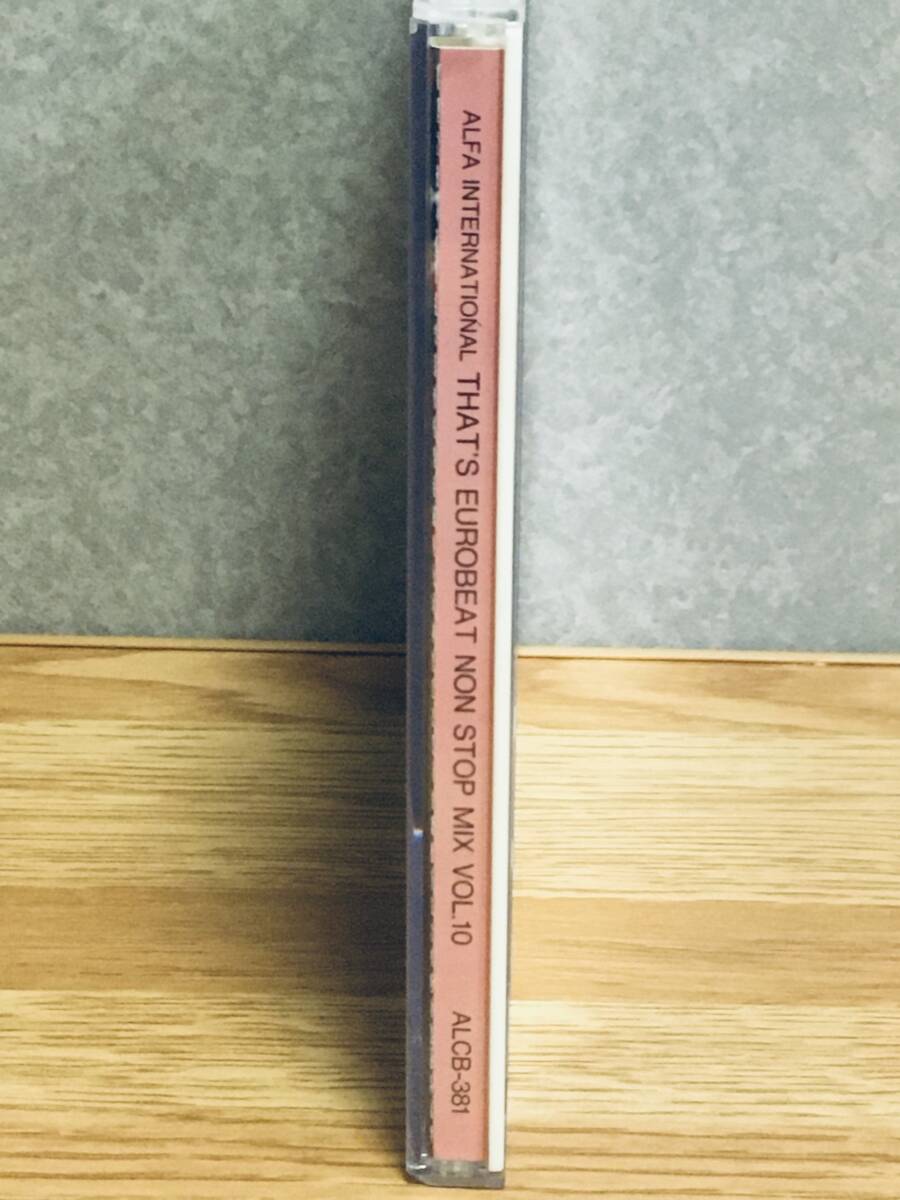 ALFA INTERNATIONAL THAT'S EUROBEAT NON STOP MIX VOL.10 ALCB-381